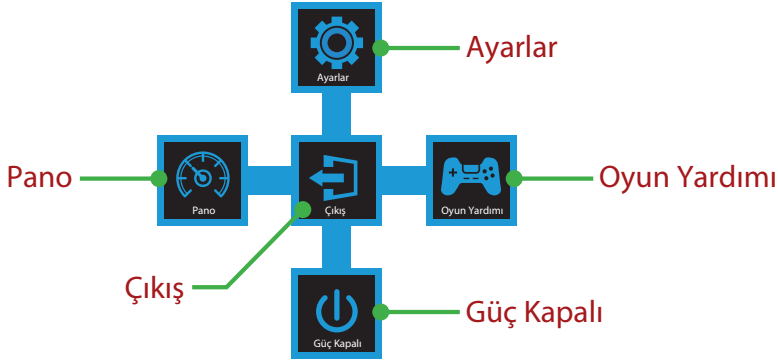 Ayarlar
Ayarlar
Pano
Pano
Çıkış
Oyun Yardımı
Oyun Yardımı
Çıkış
Güç Kapalı
Güç Kapalı